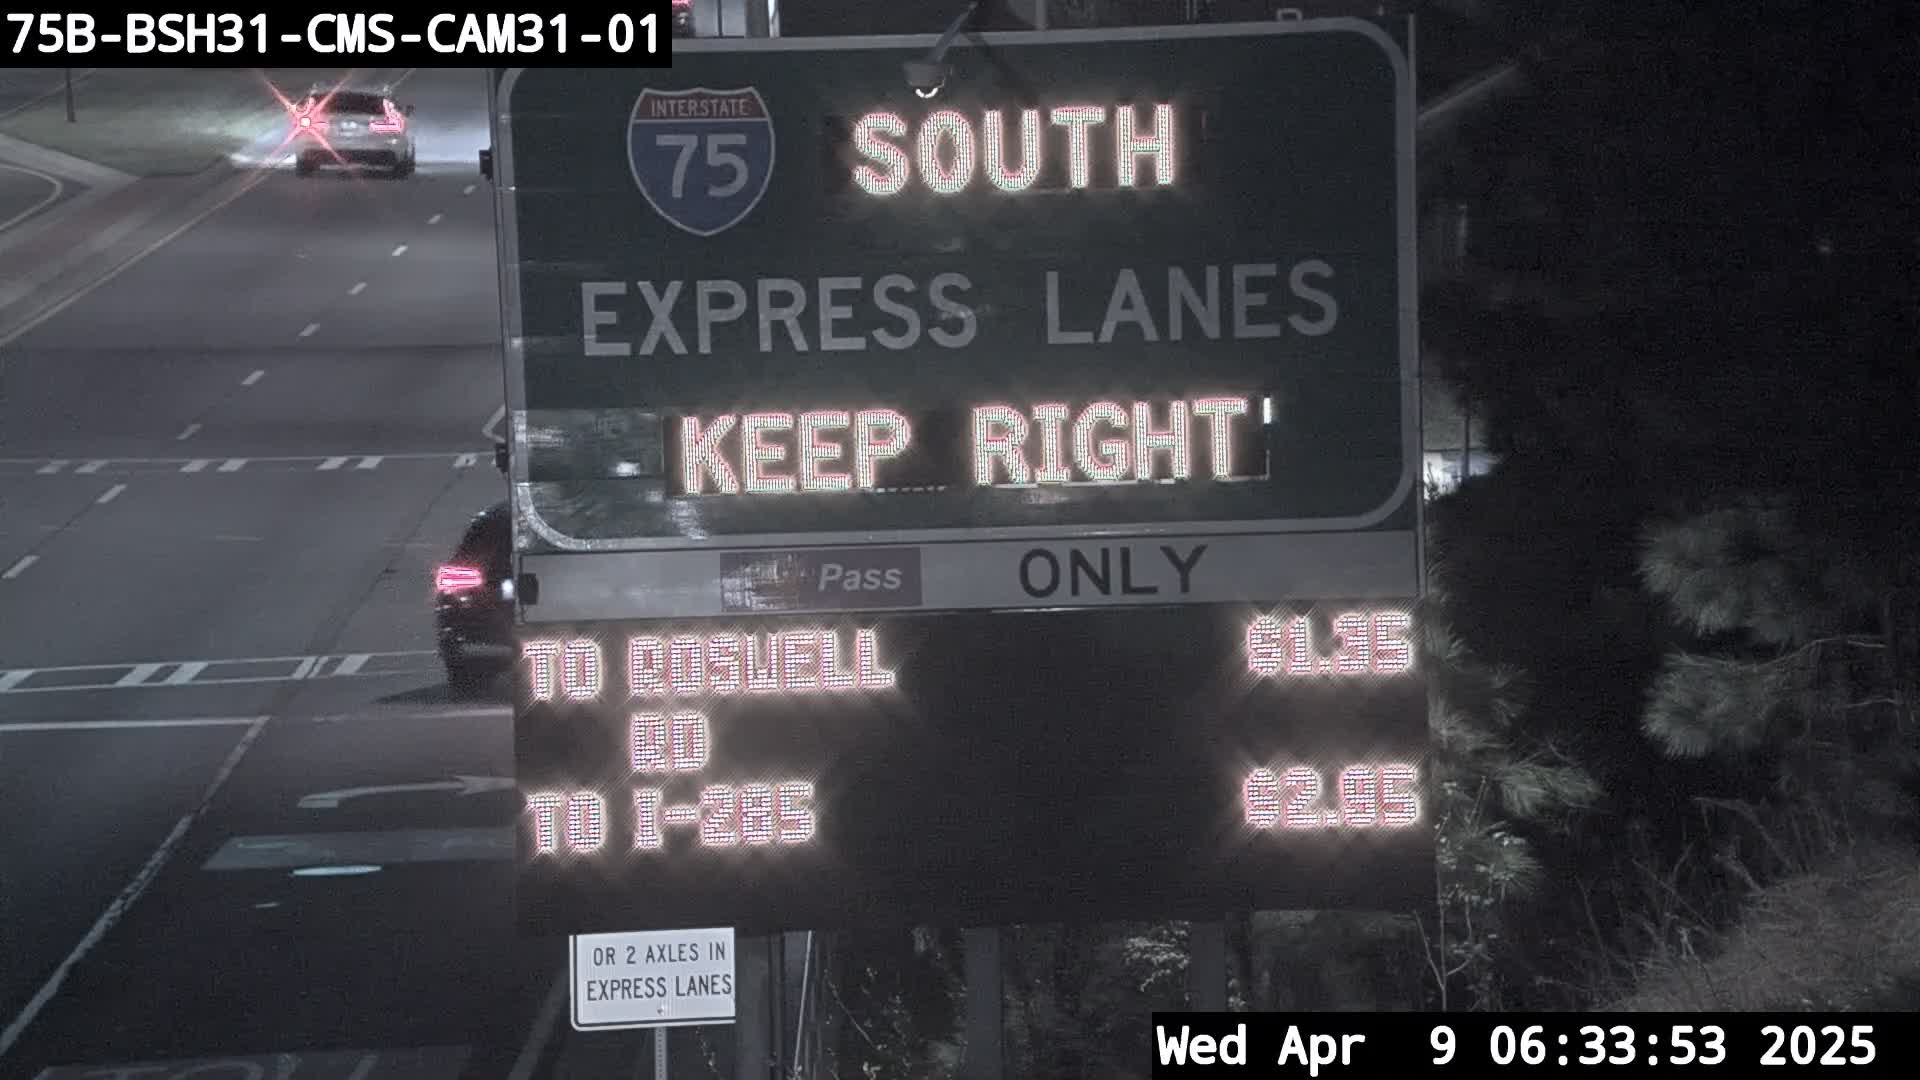 75B-BSH31-CMS-CAM31-01
INTERSTATE
75
SOUTH
EXPRESS LANES
KEEP RIGHT
Pass ONLY
TO ROSWELL $1.35
RD
TO I-285 $2.95
OR 2 AXLES IN
EXPRESS LANES
Wed Apr 9 06:33:53 2025